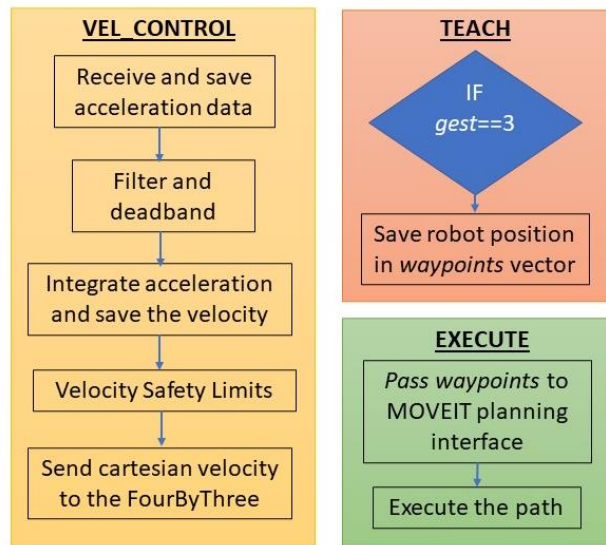 VEL_CONTROL
Receive and save
acceleration data
Filter and
deadband
Integrate acceleration
and save the velocity
Velocity Safety Limits
Send cartesian velocity
to the FourByThree
TEACH
IF
gest==3
Save robot position
in waypoints vector
EXECUTE
Pass waypoints to
MOVEIT planning
interface
Execute the path